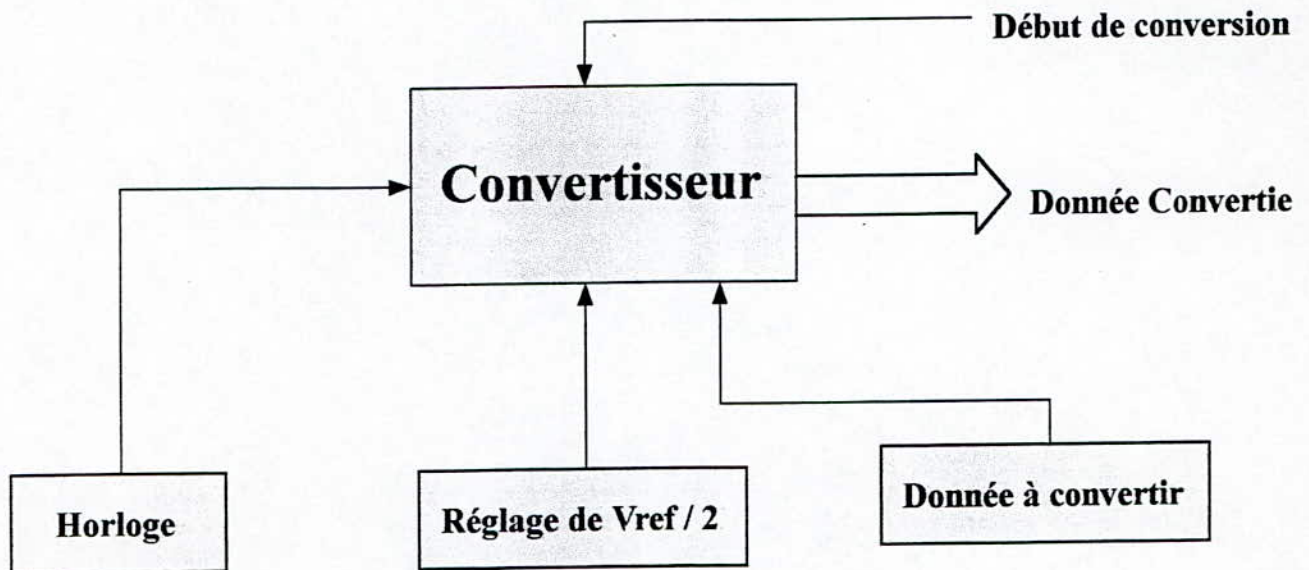 Début de conversion
Convertisseur
Donnée Convertie
Horloge
Réglage de Vref / 2
Donnée à convertir